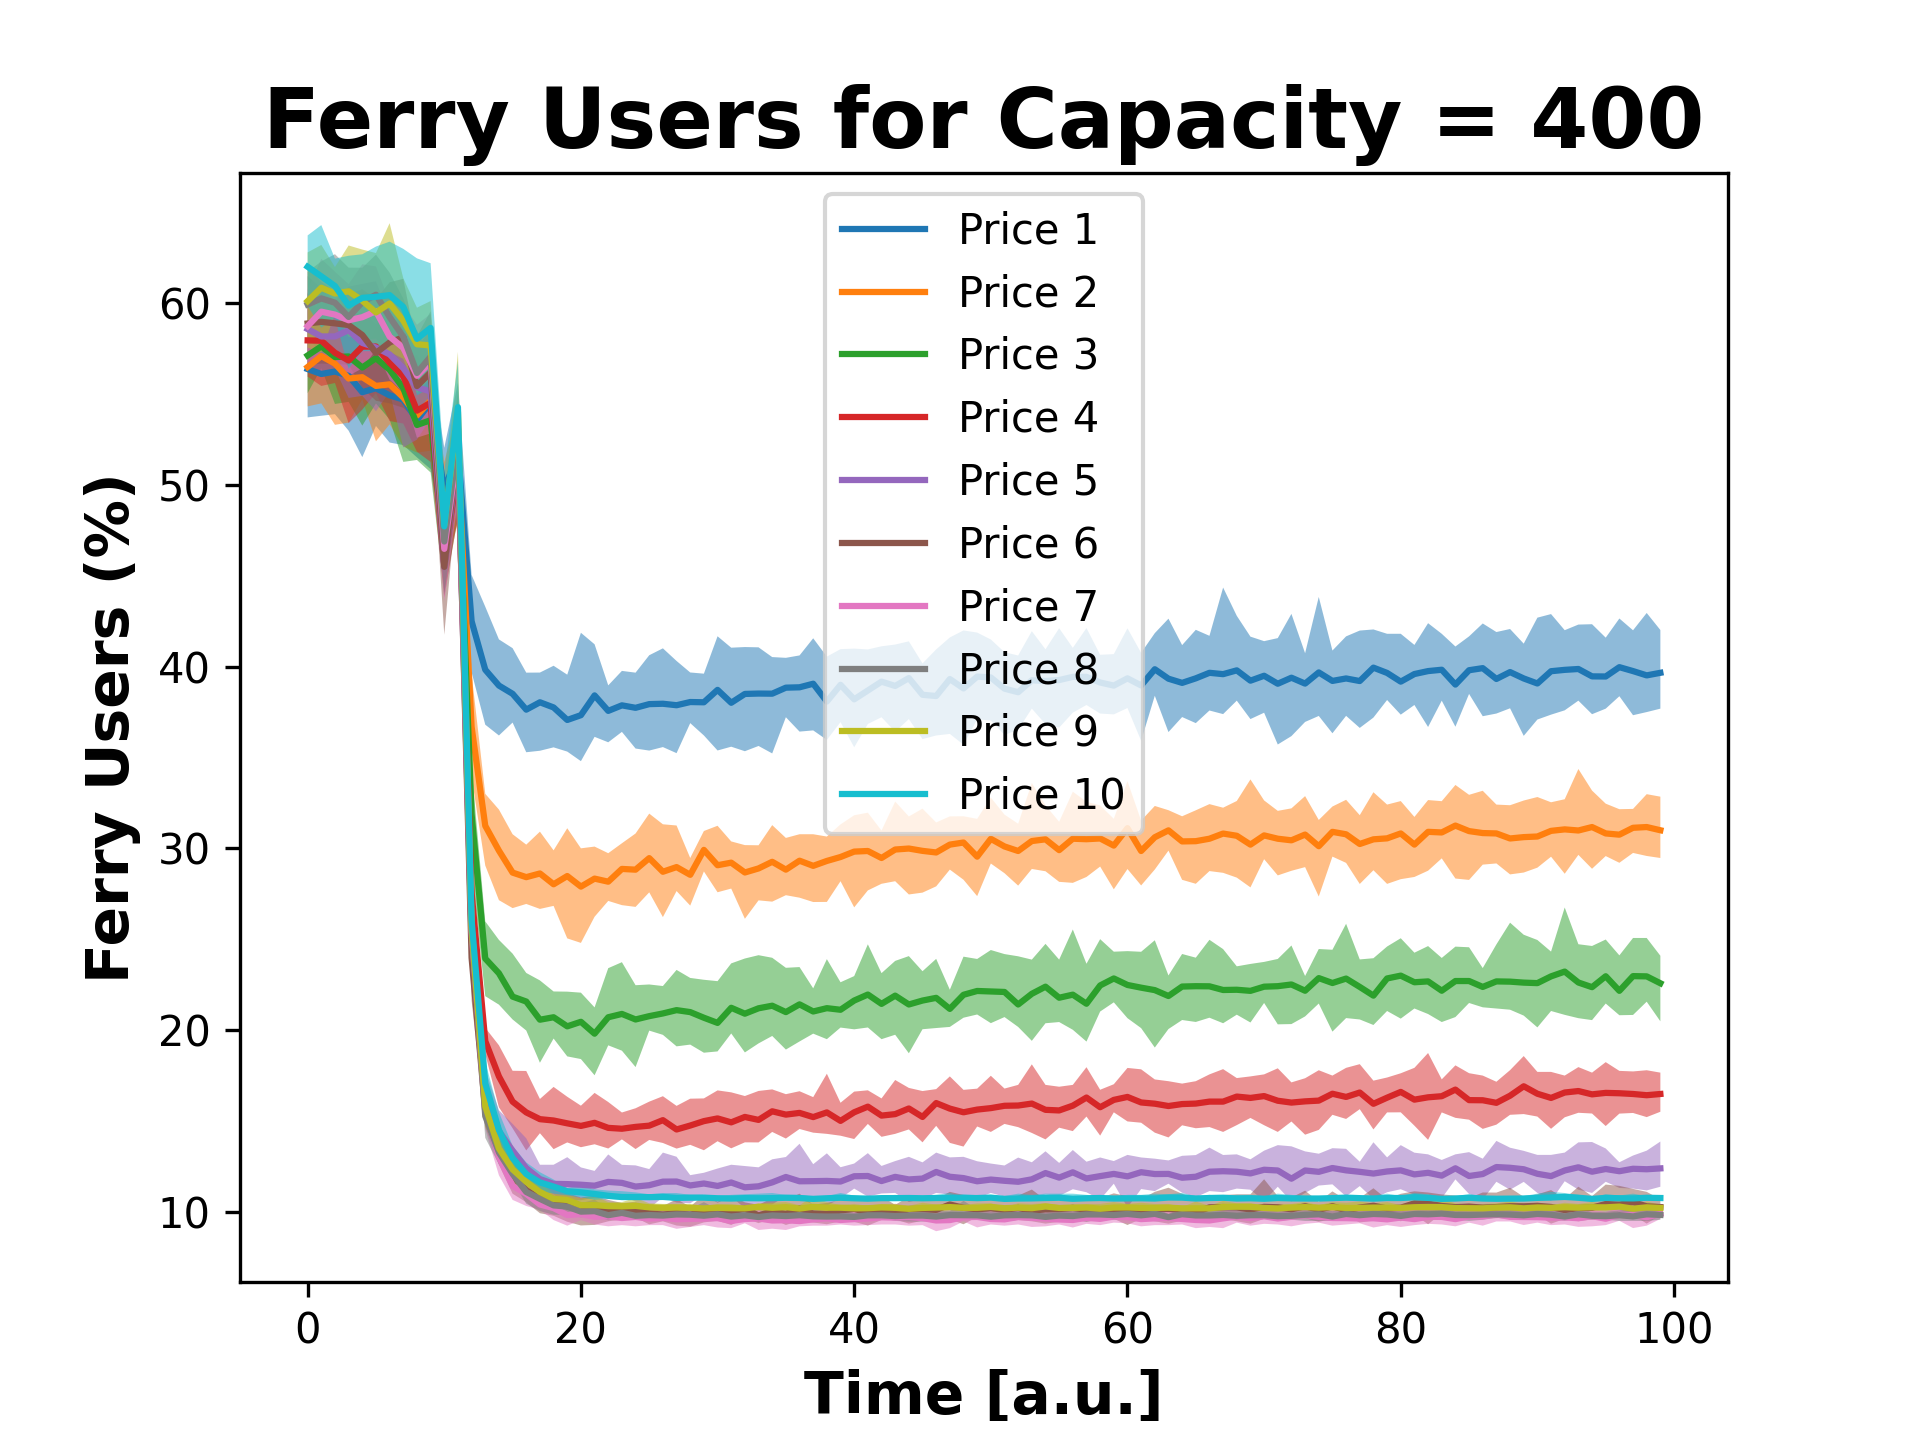 Ferry Users for Capacity = 400
Ferry Users (%)
60
50
40
30
20
10
Price 1
Price 2
Price 3
Price 4
Price 5
Price 6
Price 7
Price 8
Price 9
Price 10
0 20 40 60 80 100
Time [a.u.]